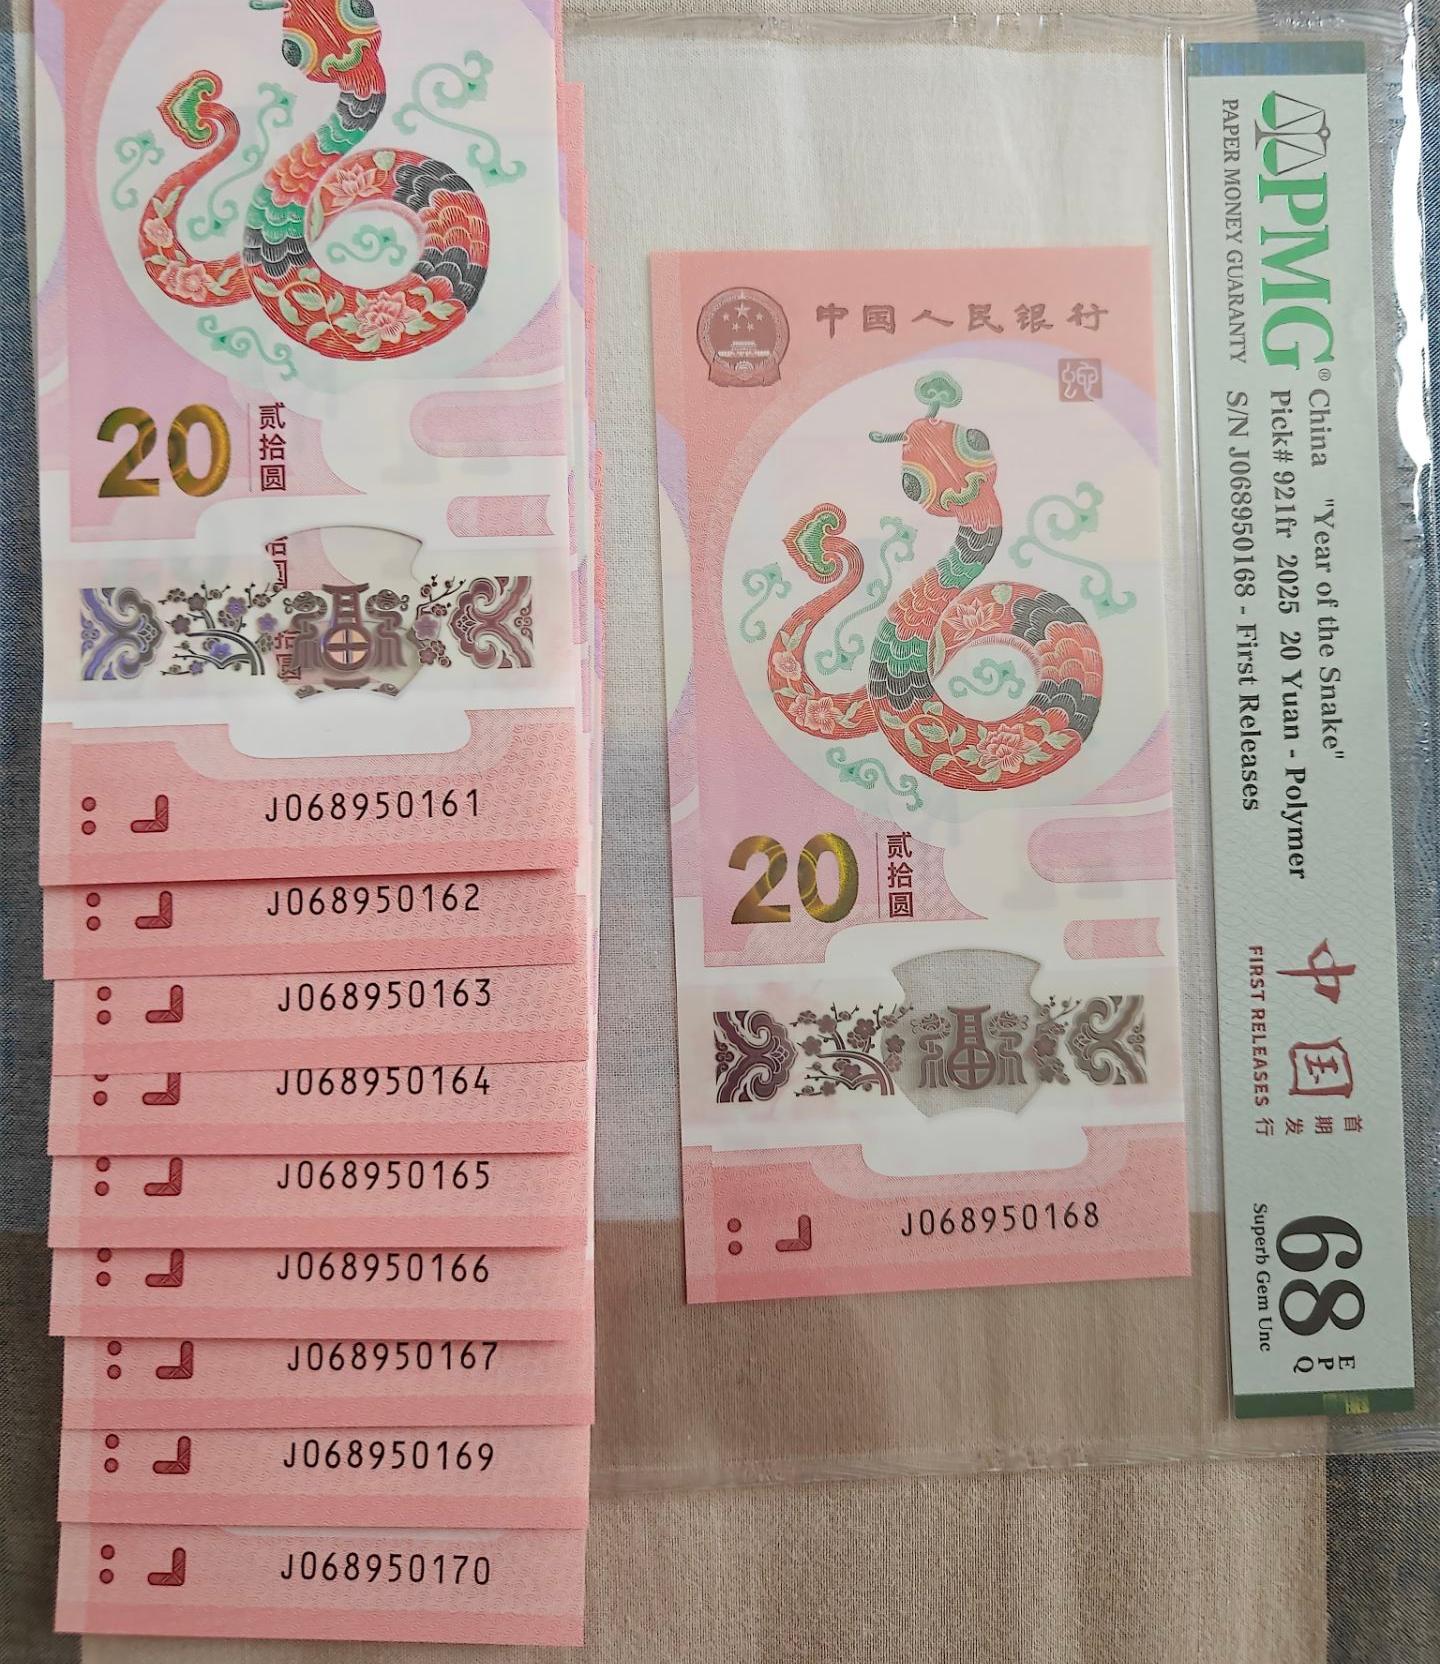 20
贰拾圆
J068950161
J068950162
J068950163
J068950164
J068950165
J068950166
J068950167
J068950169
J068950170
中国人民银行
20
贰拾圆
J068950168
PMG®
PAPER MONEY GUARANTY
China "Year of the Snake"
Pick# 921fr 2025 20 Yuan - Polymer
S/N J068950168 - First Releases
中国
首期发行
FIRST RELEASES
68 EPQ
Superb Gem Unc